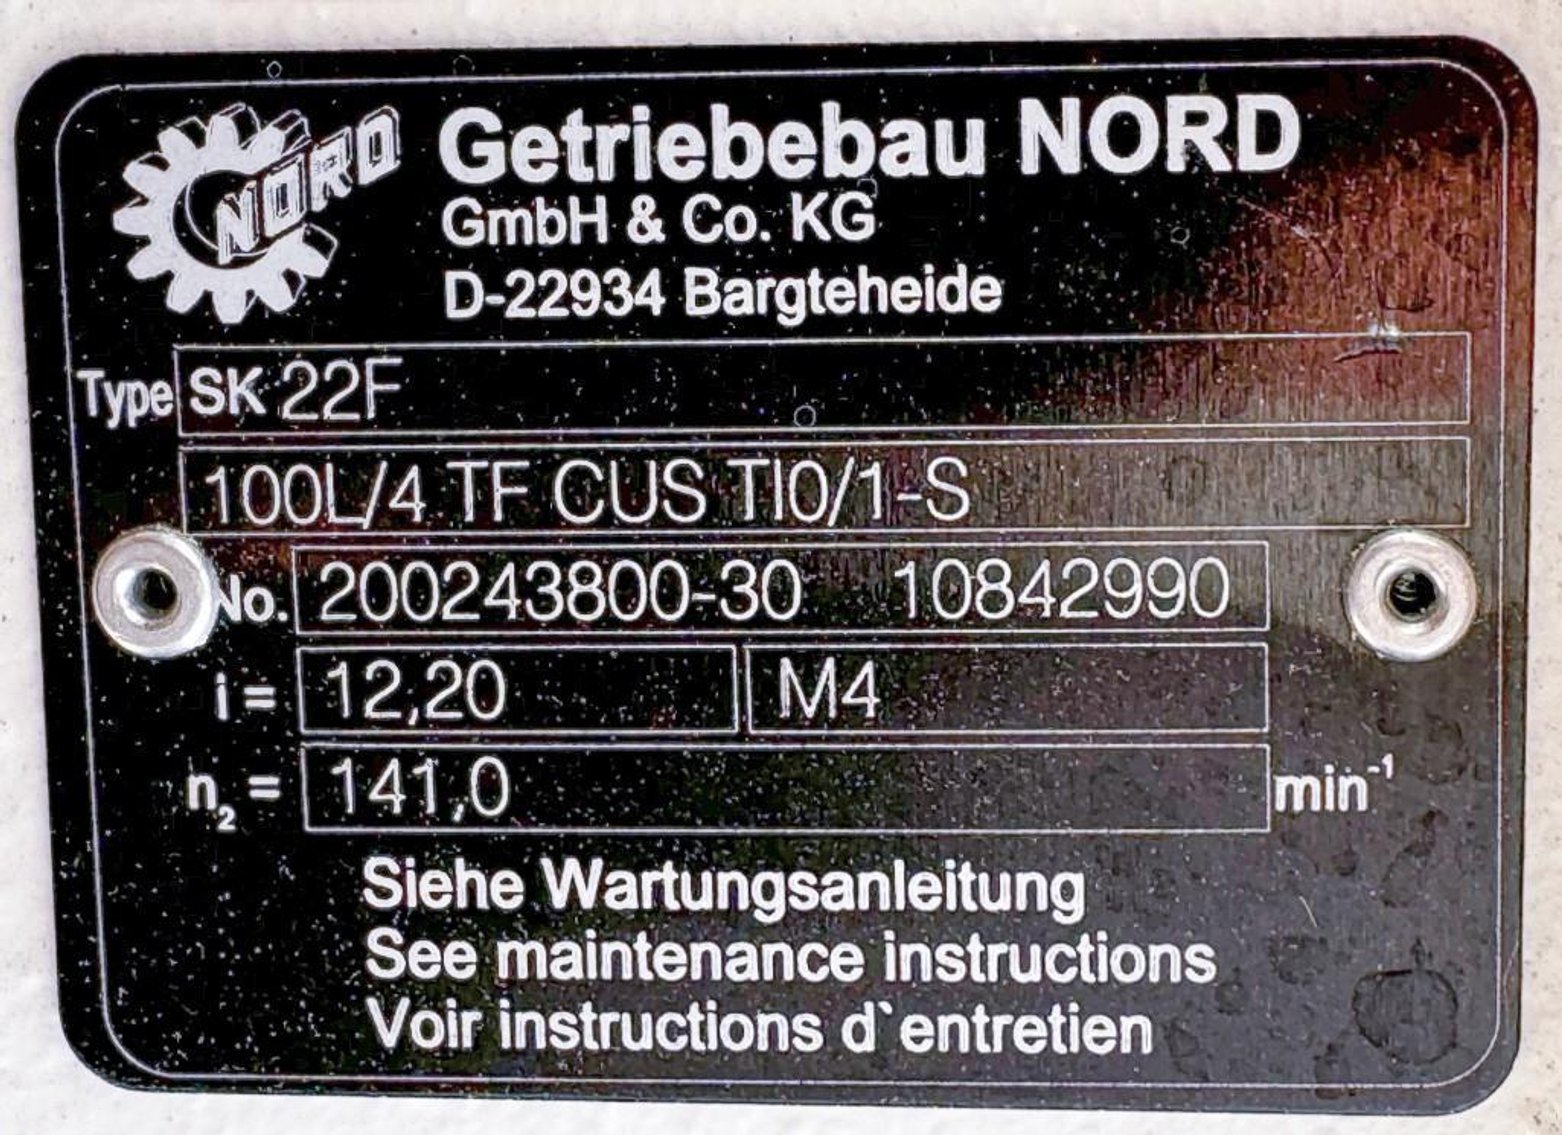 NORD
Getriebebau NORD
GmbH & Co. KG
D-22934 Bargteheide
Type SK 22F
100L/4 TF CUS TI0/1-S
No. 200243800-30 10842990
i = 12,20 M4
n₂ = 141,0 min⁻¹
Siehe Wartungsanleitung
See maintenance instructions
Voir instructions d`entretien